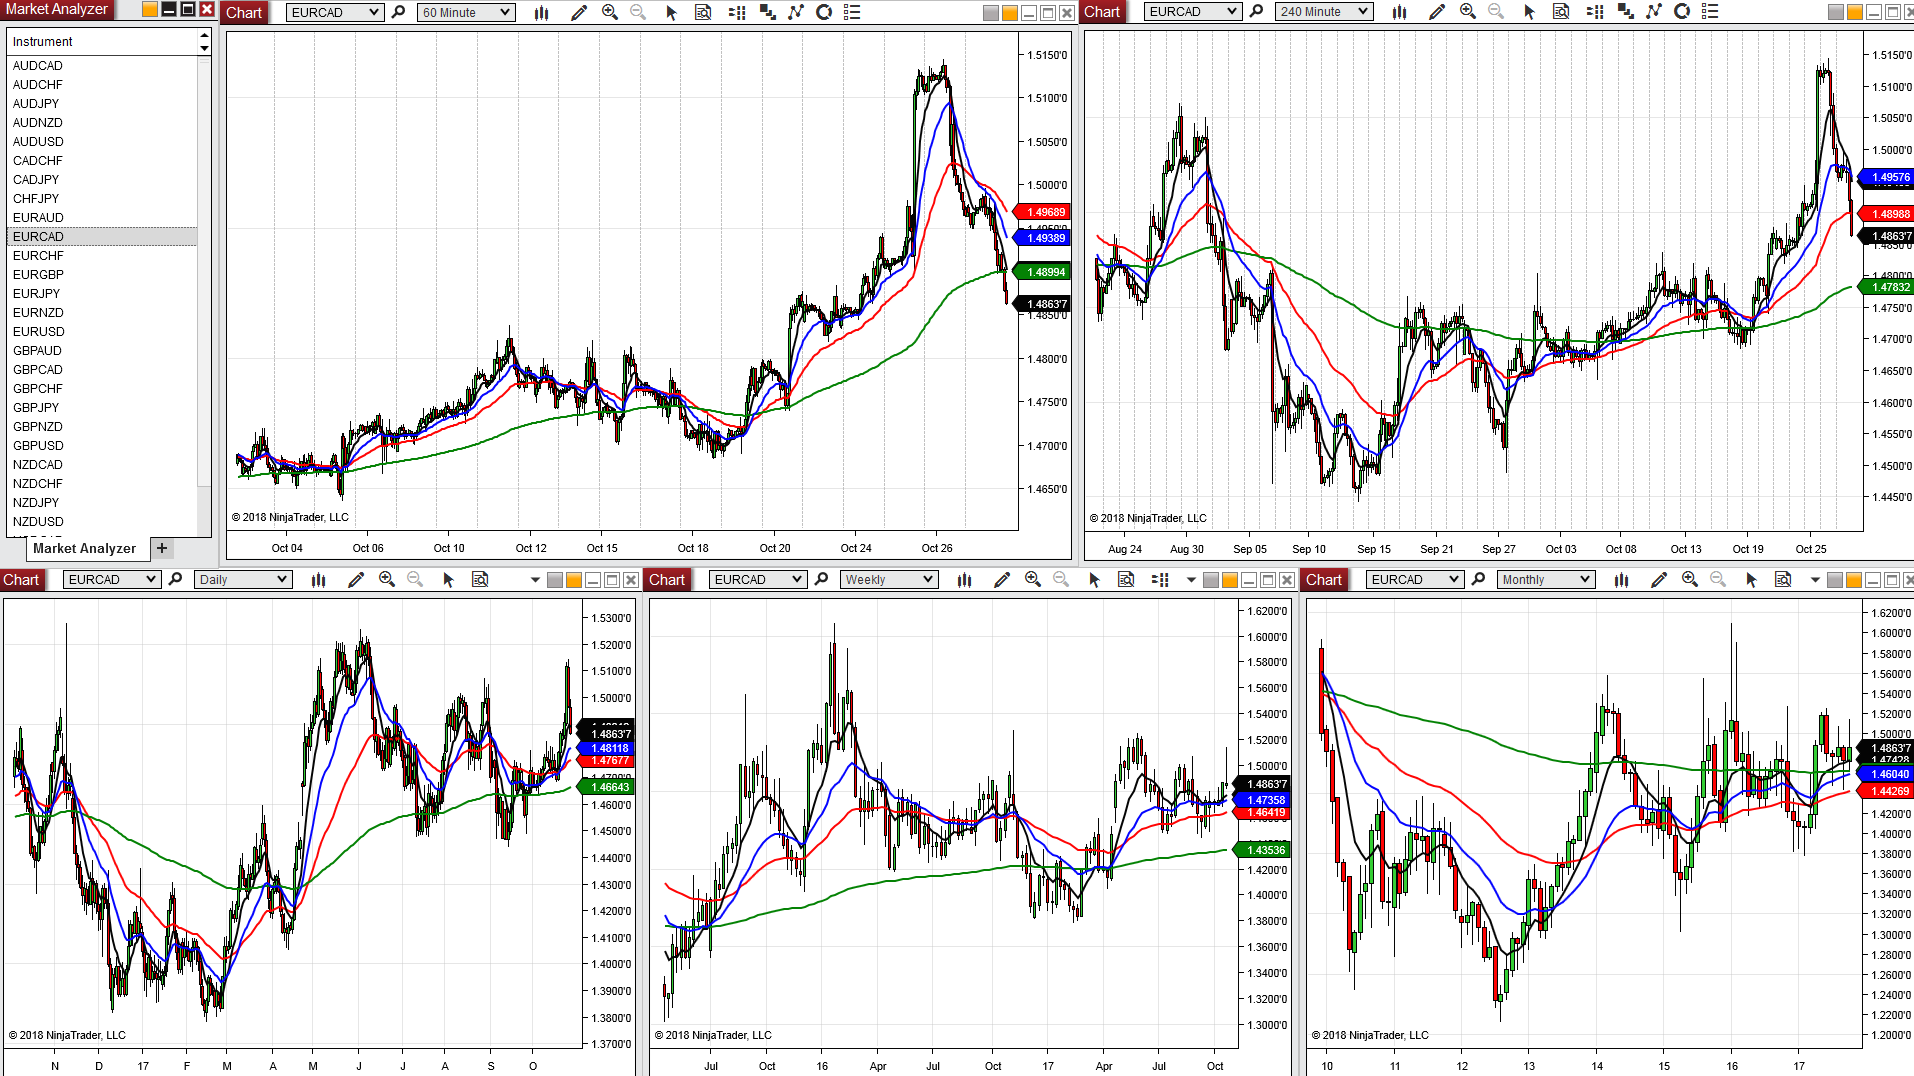 Market Analyzer
Instrument
AUDCAD
AUDCHF
AUDJPY
AUDNZD
AUDUSD
CADCHF
CADJPY
CHFJPY
EURAUD
EURCAD
EURCHF
EURGBP
EURJPY
EURNZD
EURUSD
GBPAUD
GBPCAD
GBPCHF
GBPJPY
GBPNZD
GBPUSD
NZDCAD
NZDCHF
NZDJPY
NZDUSD
Market Analyzer +
Chart EURCAD 60 Minute
1.5150'0
1.5100'0
1.5050'0
1.5000'0
1.49689
1.49389
1.48994
1.4863'7
1.4850'0
1.4800'0
1.4750'0
1.4700'0
1.4650'0
© 2018 NinjaTrader, LLC
Oct 04 Oct 06 Oct 10 Oct 12 Oct 15 Oct 18 Oct 20 Oct 24 Oct 26
Chart EURCAD 240 Minute
1.5150'0
1.5100'0
1.5050'0
1.5000'0
1.49576
1.48988
1.4863'7
1.4800'0
1.47832
1.4750'0
1.4700'0
1.4650'0
1.4600'0
1.4550'0
1.4500'0
1.4450'0
© 2018 NinjaTrader, LLC
Aug 24 Aug 30 Sep 05 Sep 10 Sep 15 Sep 21 Sep 27 Oct 03 Oct 08 Oct 13 Oct 19 Oct 25
Chart EURCAD Daily
1.5300'0
1.5200'0
1.5100'0
1.5000'0
1.4863'7
1.48118
1.47677
1.46643
1.4600'0
1.4500'0
1.4400'0
1.4300'0
1.4200'0
1.4100'0
1.4000'0
1.3900'0
1.3800'0
1.3700'0
© 2018 NinjaTrader, LLC
N D 17 F M A M J J A S O
Chart EURCAD Weekly
1.6200'0
1.6000'0
1.5800'0
1.5600'0
1.5400'0
1.5200'0
1.5000'0
1.4863'7
1.47358
1.46419
1.43536
1.4200'0
1.4000'0
1.3800'0
1.3600'0
1.3400'0
1.3200'0
1.3000'0
© 2018 NinjaTrader, LLC
Jul Oct 16 Apr Jul Oct 17 Apr Jul Oct
Chart EURCAD Monthly
1.6200'0
1.6000'0
1.5800'0
1.5600'0
1.5400'0
1.5200'0
1.5000'0
1.4863'7
1.47428
1.46040
1.44269
1.4200'0
1.4000'0
1.3800'0
1.3600'0
1.3400'0
1.3200'0
1.3000'0
1.2800'0
1.2600'0
1.2400'0
1.2200'0
1.2000'0
© 2018 NinjaTrader, LLC
10 11 12 13 14 15 16 17